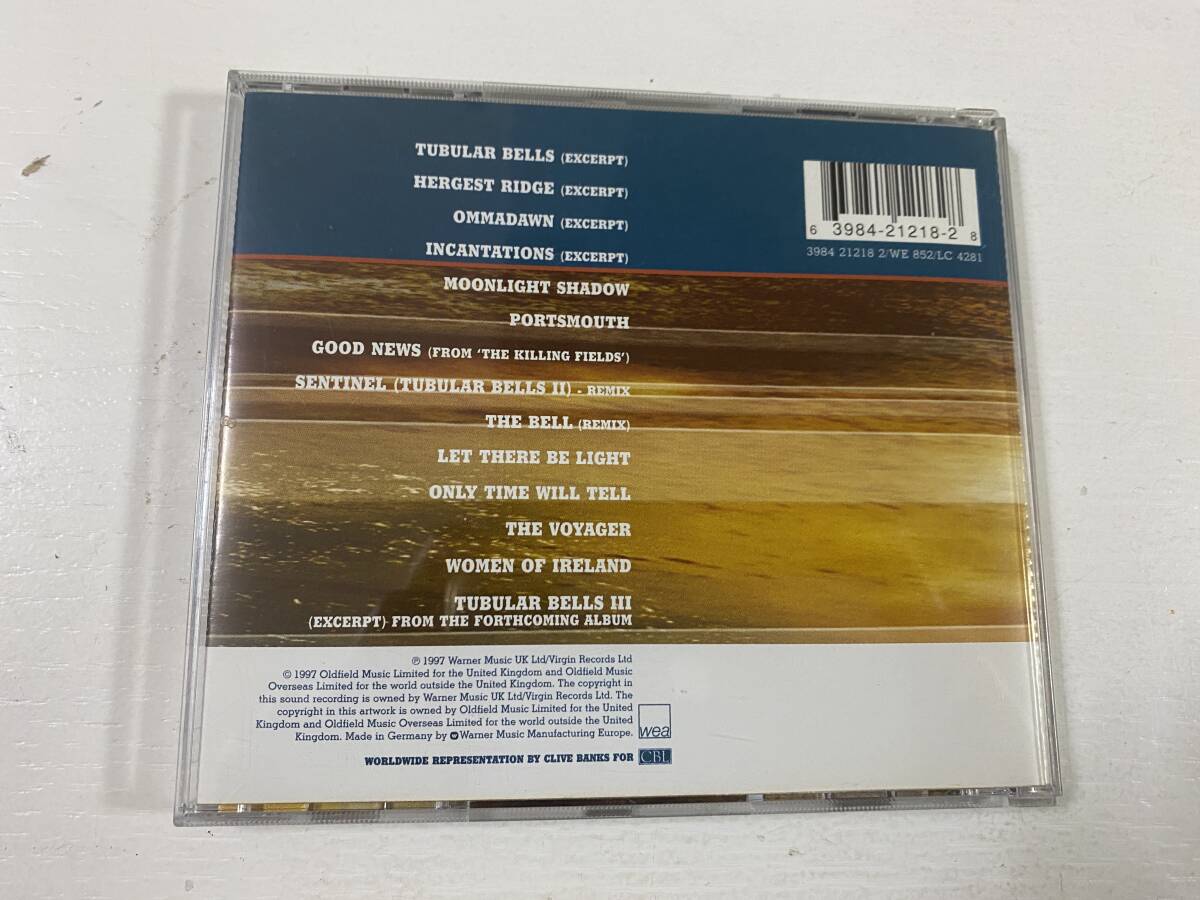 TUBULAR BELLS (EXCERPT)
HERGEST RIDGE (EXCERPT)
OMMADAWN (EXCERPT)
INCANTATIONS (EXCERPT)
MOONLIGHT SHADOW
PORTSMOUTH
GOOD NEWS (FROM 'THE KILLING FIELDS')
SENTINEL (TUBULAR BELLS II) - REMIX
THE BELL (REMIX)
LET THERE BE LIGHT
ONLY TIME WILL TELL
THE VOYAGER
WOMEN OF IRELAND
TUBULAR BELLS III
(EXCERPT) FROM THE FORTHCOMING ALBUM
6 3984-21218-2 8
3984 21218 2/WE 852/LC 4281
℗ 1997 Warner Music UK Ltd/Virgin Records Ltd
© 1997 Oldfield Music Limited for the United Kingdom and Oldfield Music
Overseas Limited for the world outside the United Kingdom. The copyright in
this sound recording is owned by Warner Music UK Ltd/Virgin Records Ltd. The
copyright in this artwork is owned by Oldfield Music Limited for the United
Kingdom and Oldfield Music Overseas Limited for the world outside the United
Kingdom. Made in Germany by Warner Music Manufacturing Europe.
wea
WORLDWIDE REPRESENTATION BY CLIVE BANKS FOR CBL